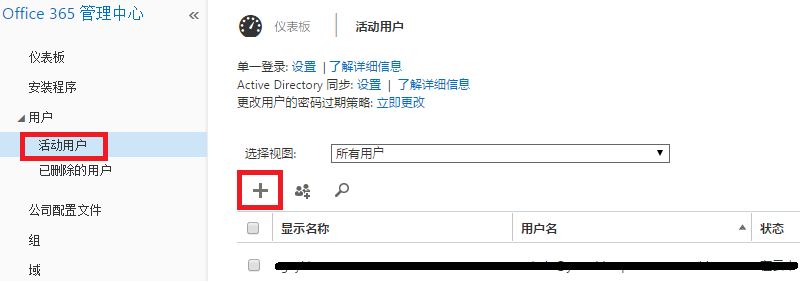 Office 365 管理中心 «
仪表板
安装程序
用户
活动用户
已删除的用户
公司配置文件
组
域
仪表板 活动用户
单一登录: 设置 | 了解详细信息
Active Directory 同步: 设置 | 了解详细信息
更改用户的密码过期策略: 立即更改
选择视图: 所有用户
显示名称 用户名 状态